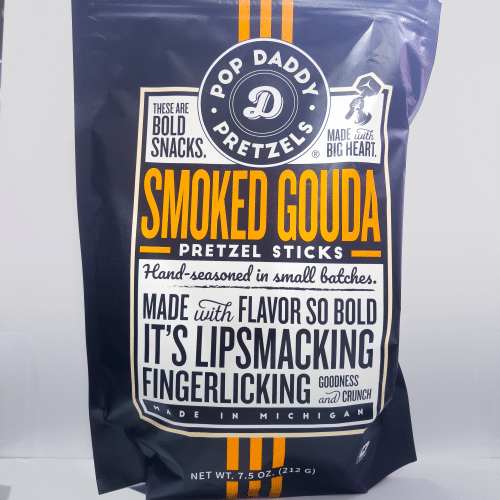 POP DADDY
D
PRETZELS
®
THESE ARE
BOLD
SNACKS.
MADE with
BIG HEART.
SMOKED GOUDA
PRETZEL STICKS
Hand-seasoned in small batches.
MADE with FLAVOR SO BOLD
IT'S LIPSMACKING
FINGERLICKING GOODNESS
and CRUNCH
MADE IN MICHIGAN
NET WT. 7.5 OZ. (212 G)